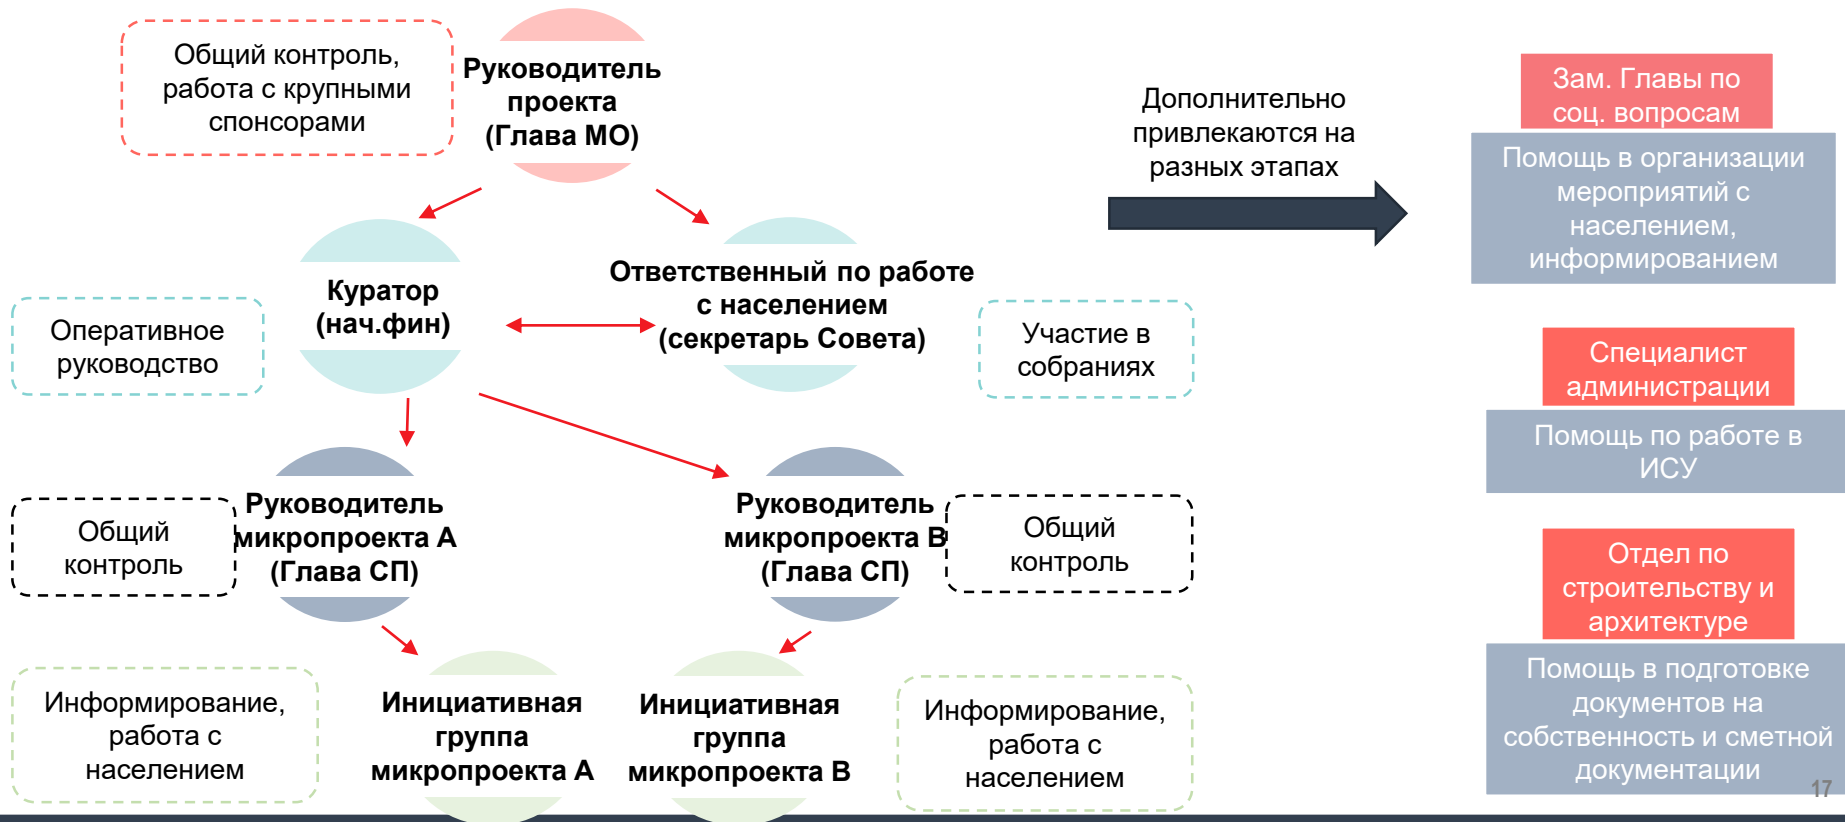 Общий контроль,
работа с крупными
спонсорами
Руководитель
проекта
(Глава МО)
Дополнительно
привлекаются на
разных этапах
Зам. Главы по
соц. вопросам
Помощь в организации
мероприятий с
населением,
информированием
Куратор
(нач.фин)
Ответственный по работе
с населением
(секретарь Совета)
Оперативное
руководство
Участие в
собраниях
Специалист
администрации
Помощь по работе в
ИСУ
Общий
контроль
Руководитель
микропроекта А
(Глава СП)
Руководитель
микропроекта В
(Глава СП)
Общий
контроль
Отдел по
строительству и
архитектуре
Помощь в подготовке
документов на
собственность и сметной
документации
Информирование,
работа с
населением
Инициативная
группа
микропроекта А
Инициативная
группа
микропроекта В
Информирование,
работа с
населением
17